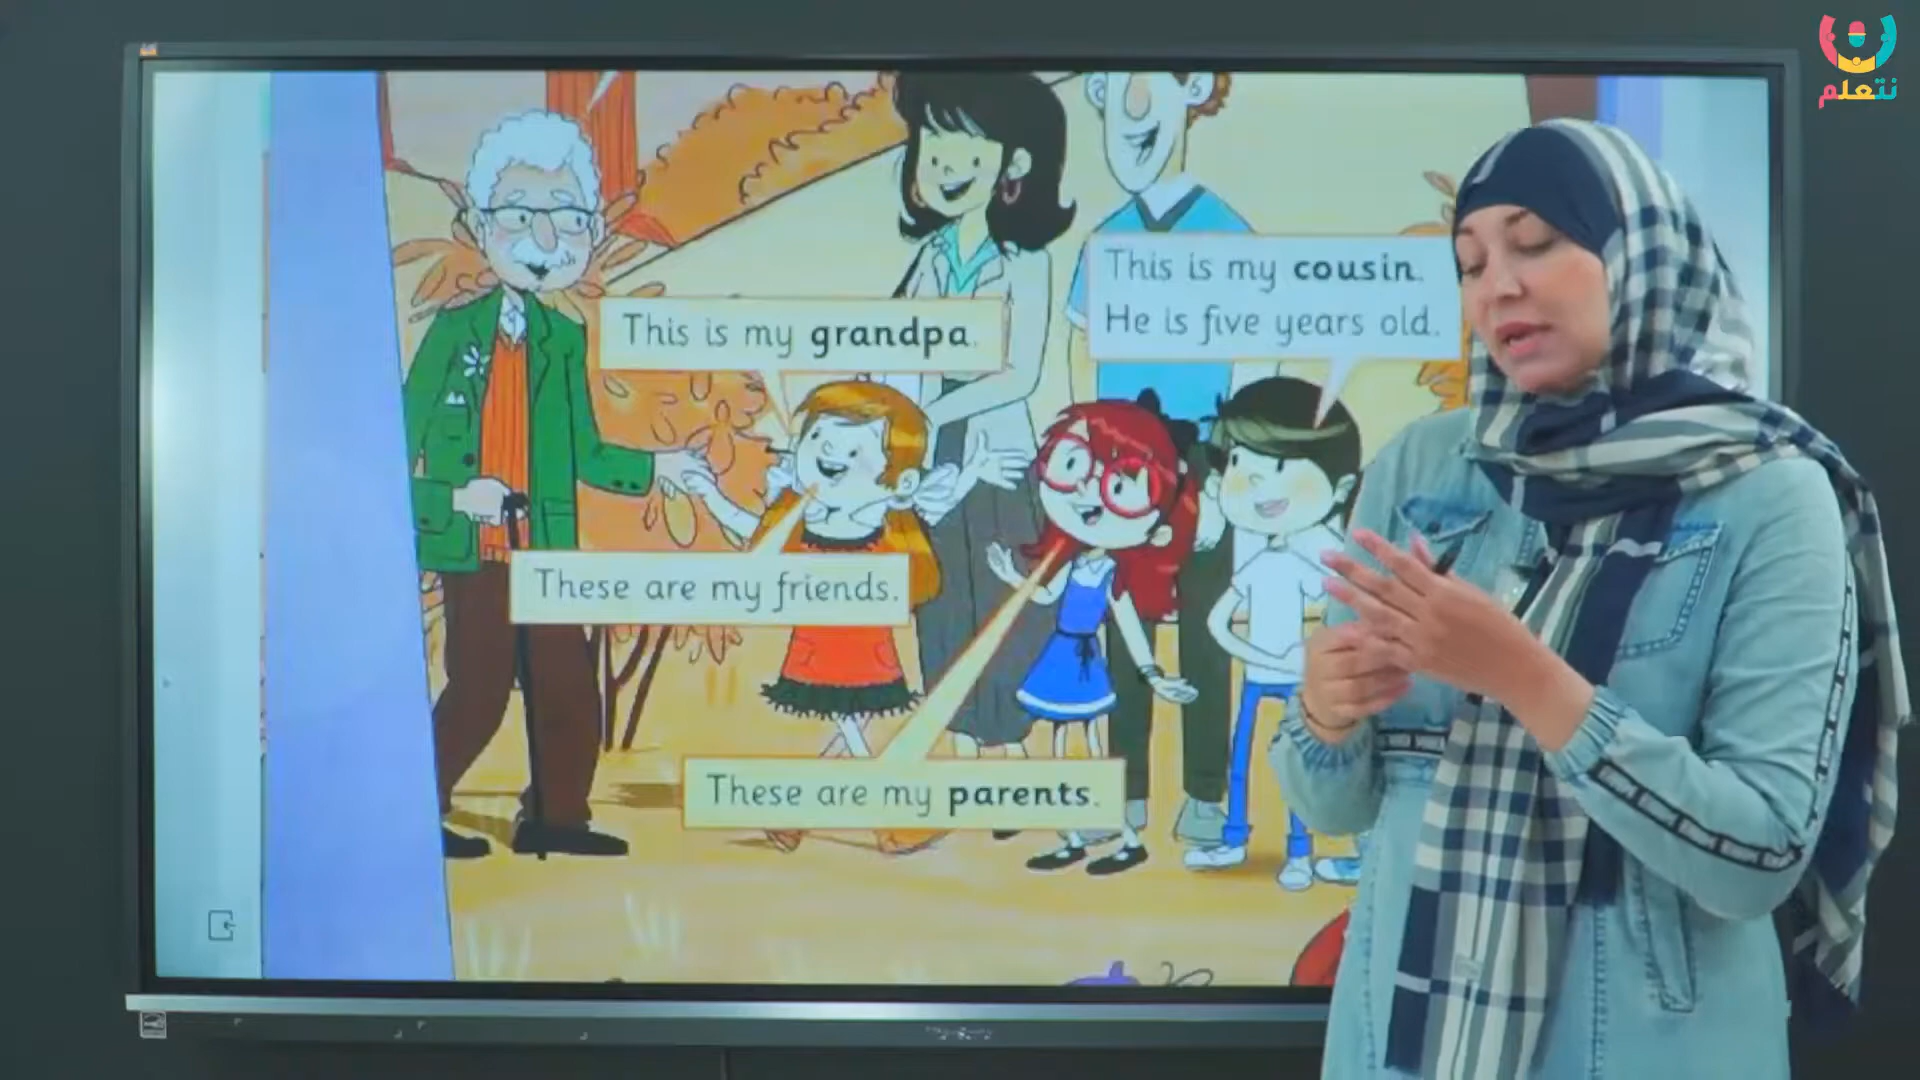 نتعلم
This is my cousin.
He is five years old.
This is my grandpa.
These are my friends.
These are my parents.